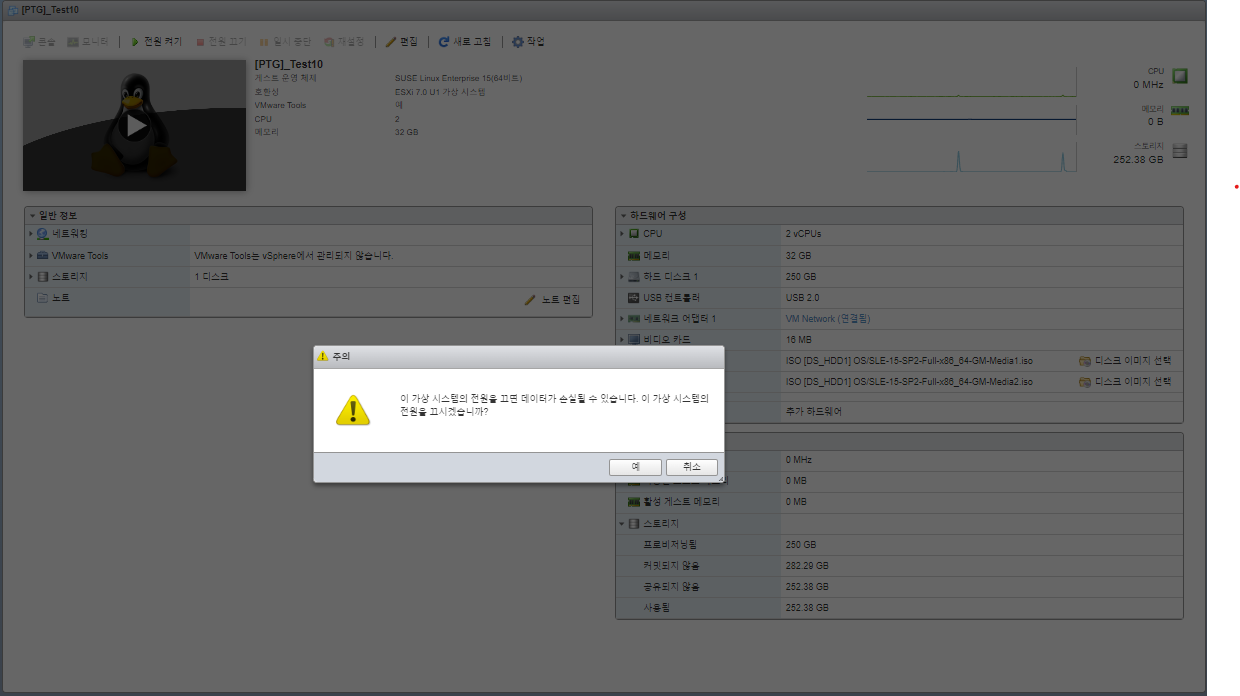 [PTG]_Test10
콘솔 모니터 전원 켜기 전원 끄기 일시 중단 재설정 편집 새로 고침 작업
[PTG]_Test10
게스트 운영 체제 SUSE Linux Enterprise 15(64비트)
호환성 ESXi 7.0 U1 가상 시스템
VMware Tools 예
CPU 2
메모리 32 GB
CPU
0 MHz
메모리
0 B
스토리지
252.38 GB
일반 정보
네트워킹
VMware Tools VMware Tools는 vSphere에서 관리되지 않습니다.
스토리지 1 디스크
노트 노트 편집
하드웨어 구성
CPU 2 vCPUs
메모리 32 GB
하드 디스크 1 250 GB
USB 컨트롤러 USB 2.0
네트워크 어댑터 1 VM Network (연결됨)
비디오 카드 16 MB
ISO [DS_HDD1] OS/SLE-15-SP2-Full-x86_64-GM-Media1.iso 디스크 이미지 선택
ISO [DS_HDD1] OS/SLE-15-SP2-Full-x86_64-GM-Media2.iso 디스크 이미지 선택
추가 하드웨어
주의
이 가상 시스템의 전원을 끄면 데이터가 손실될 수 있습니다. 이 가상 시스템의
전원을 끄시겠습니까?
예 취소
0 MHz
0 MB
활성 게스트 메모리 0 MB
스토리지
프로비저닝됨 250 GB
커밋되지 않음 282.29 GB
공유되지 않음 252.38 GB
사용됨 252.38 GB